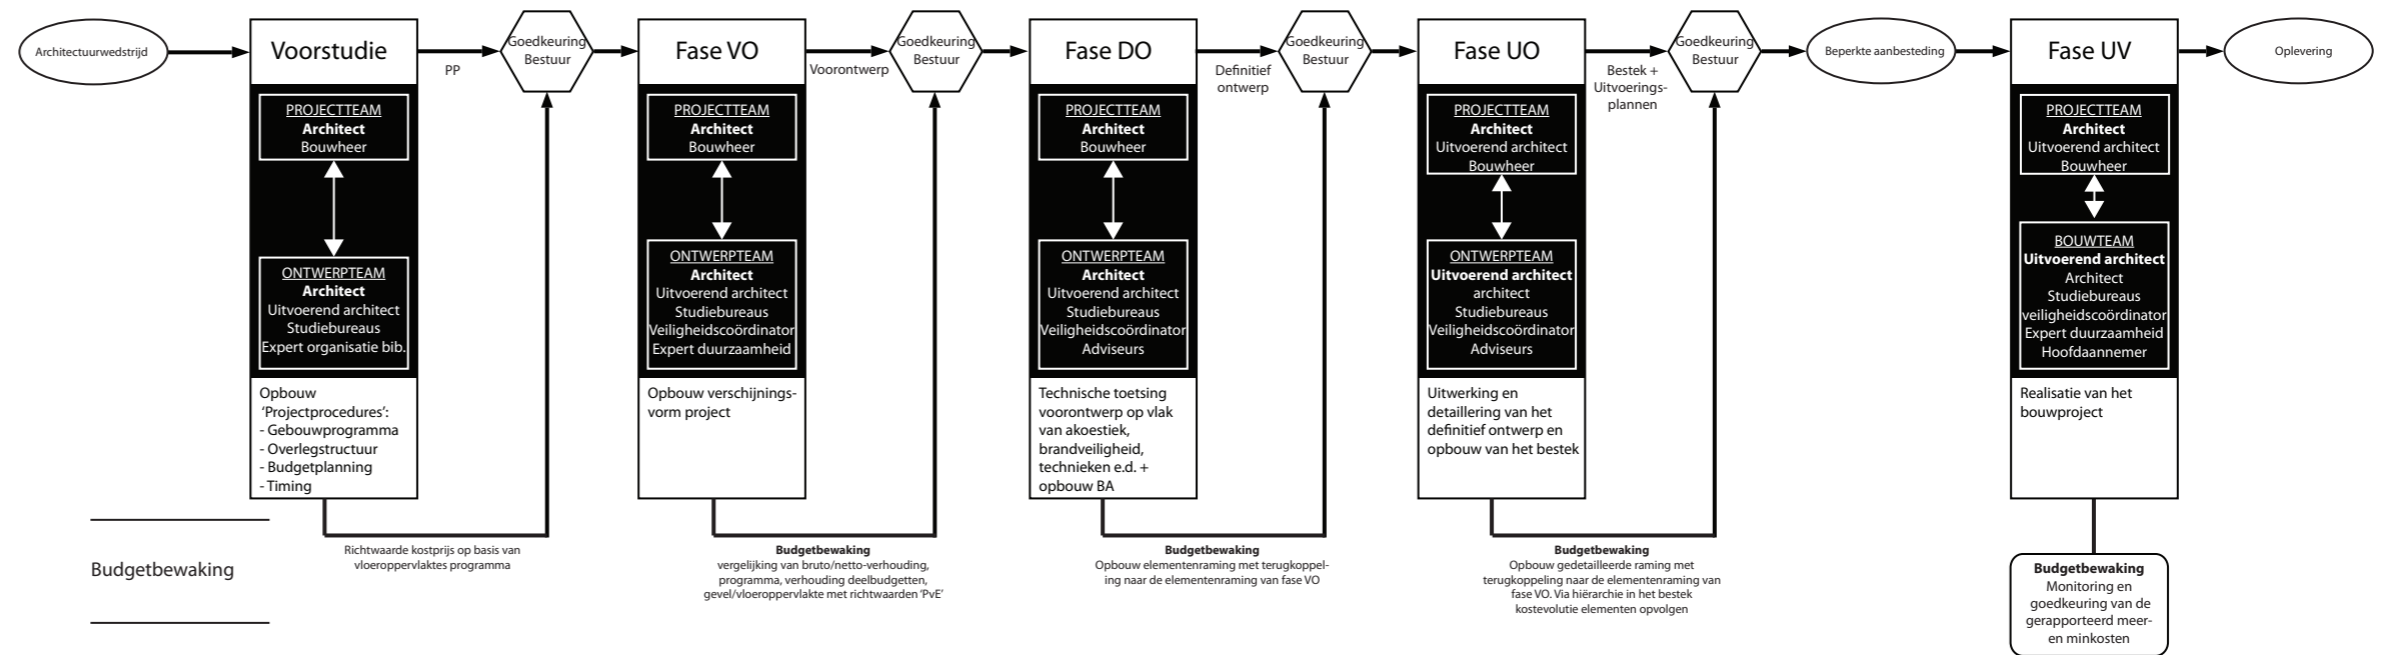 Architectuurwedstrijd
Voorstudie
PP
Goedkeuring
Bestuur
Fase VO
Voorontwerp
Goedkeuring
Bestuur
Fase DO
Definitief
ontwerp
Goedkeuring
Bestuur
Fase UO
Bestek +
Uitvoerings-
plannen
Goedkeuring
Bestuur
Beperkte aanbesteding
Fase UV
Oplevering
PROJECTTEAM
Architect
Bouwheer
ONTWERPTEAM
Architect
Uitvoerend architect
Studiebureaus
Expert organisatie bib.
Opbouw
‘Projectprocedures’:
- Gebouwprogramma
- Overlegstructuur
- Budgetplanning
- Timing
PROJECTTEAM
Architect
Bouwheer
ONTWERPTEAM
Architect
Uitvoerend architect
Studiebureaus
Veiligheidscoördinator
Expert duurzaamheid
Opbouw verschijnings-
vorm project
PROJECTTEAM
Architect
Bouwheer
ONTWERPTEAM
Architect
Uitvoerend architect
Studiebureaus
Veiligheidscoördinator
Adviseurs
Technische toetsing
voorontwerp op vlak
van akoestiek,
brandveiligheid,
technieken e.d. +
opbouw BA
PROJECTTEAM
Architect
Uitvoerend architect
Bouwheer
ONTWERPTEAM
Uitvoerend architect
architect
Studiebureaus
Veiligheidscoördinator
Adviseurs
Uitwerking en
detaillering van het
definitief ontwerp en
opbouw van het bestek
PROJECTTEAM
Architect
Uitvoerend architect
Bouwheer
BOUWTEAM
Uitvoerend architect
Architect
Studiebureaus
veiligheidscoördinator
Expert duurzaamheid
Hoofdaannemer
Realisatie van het
bouwproject
Budgetbewaking
Richtwaarde kostprijs op basis van
vloeroppervlaktes programma
Budgetbewaking
vergelijking van bruto/netto-verhouding,
programma, verhouding deelbudgetten,
gevel/vloeroppervlakte met richtwaarden ‘PvE’
Budgetbewaking
Opbouw elementenraming met terugkoppel-
ing naar de elementenraming van fase VO
Budgetbewaking
Opbouw gedetailleerde raming met
terugkoppeling naar de elementenraming van
fase VO. Via hiërarchie in het bestek
kostevolutie elementen opvolgen
Budgetbewaking
Monitoring en
goedkeuring van de
gerapporteerd meer-
en minkosten